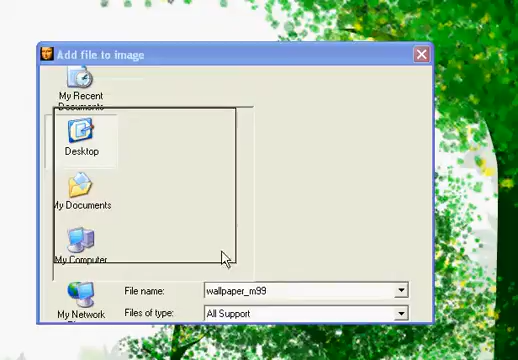 Add file to image
My Recent
Documents
Desktop
My Documents
My Computer
My Network
File name:
wallpaper_m99
Files of type:
All Support